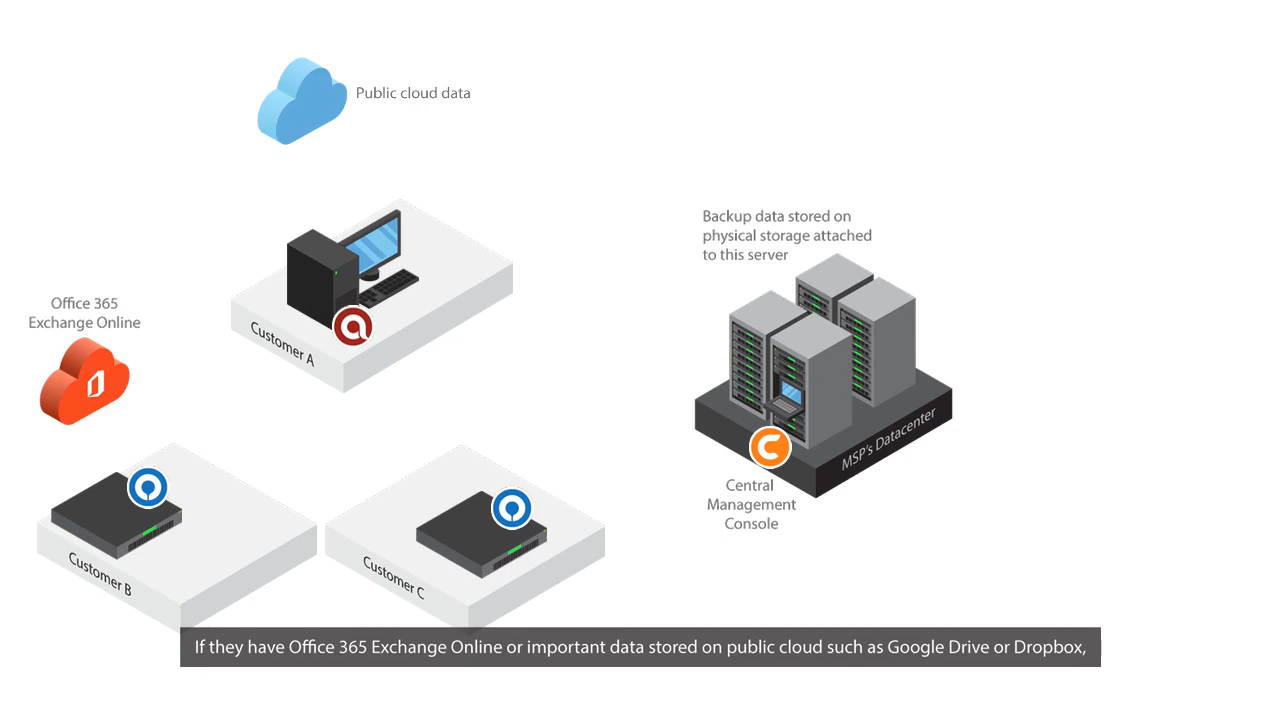 Public cloud data
Backup data stored on
physical storage attached
to this server
Office 365
Exchange Online
Customer A
MSP's Datacenter
Central
Management
Console
Customer B
Customer C
If they have Office 365 Exchange Online or important data stored on public cloud such as Google Drive or Dropbox,